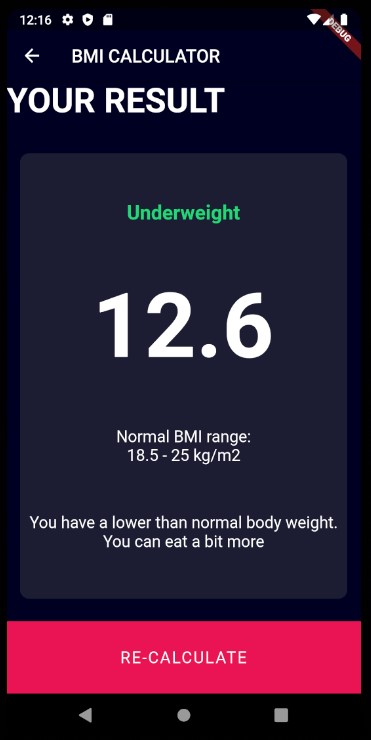 12:16
DEBUG
BMI CALCULATOR
YOUR RESULT
Underweight
12.6
Normal BMI range:
18.5 - 25 kg/m2
You have a lower than normal body weight.
You can eat a bit more
RE-CALCULATE